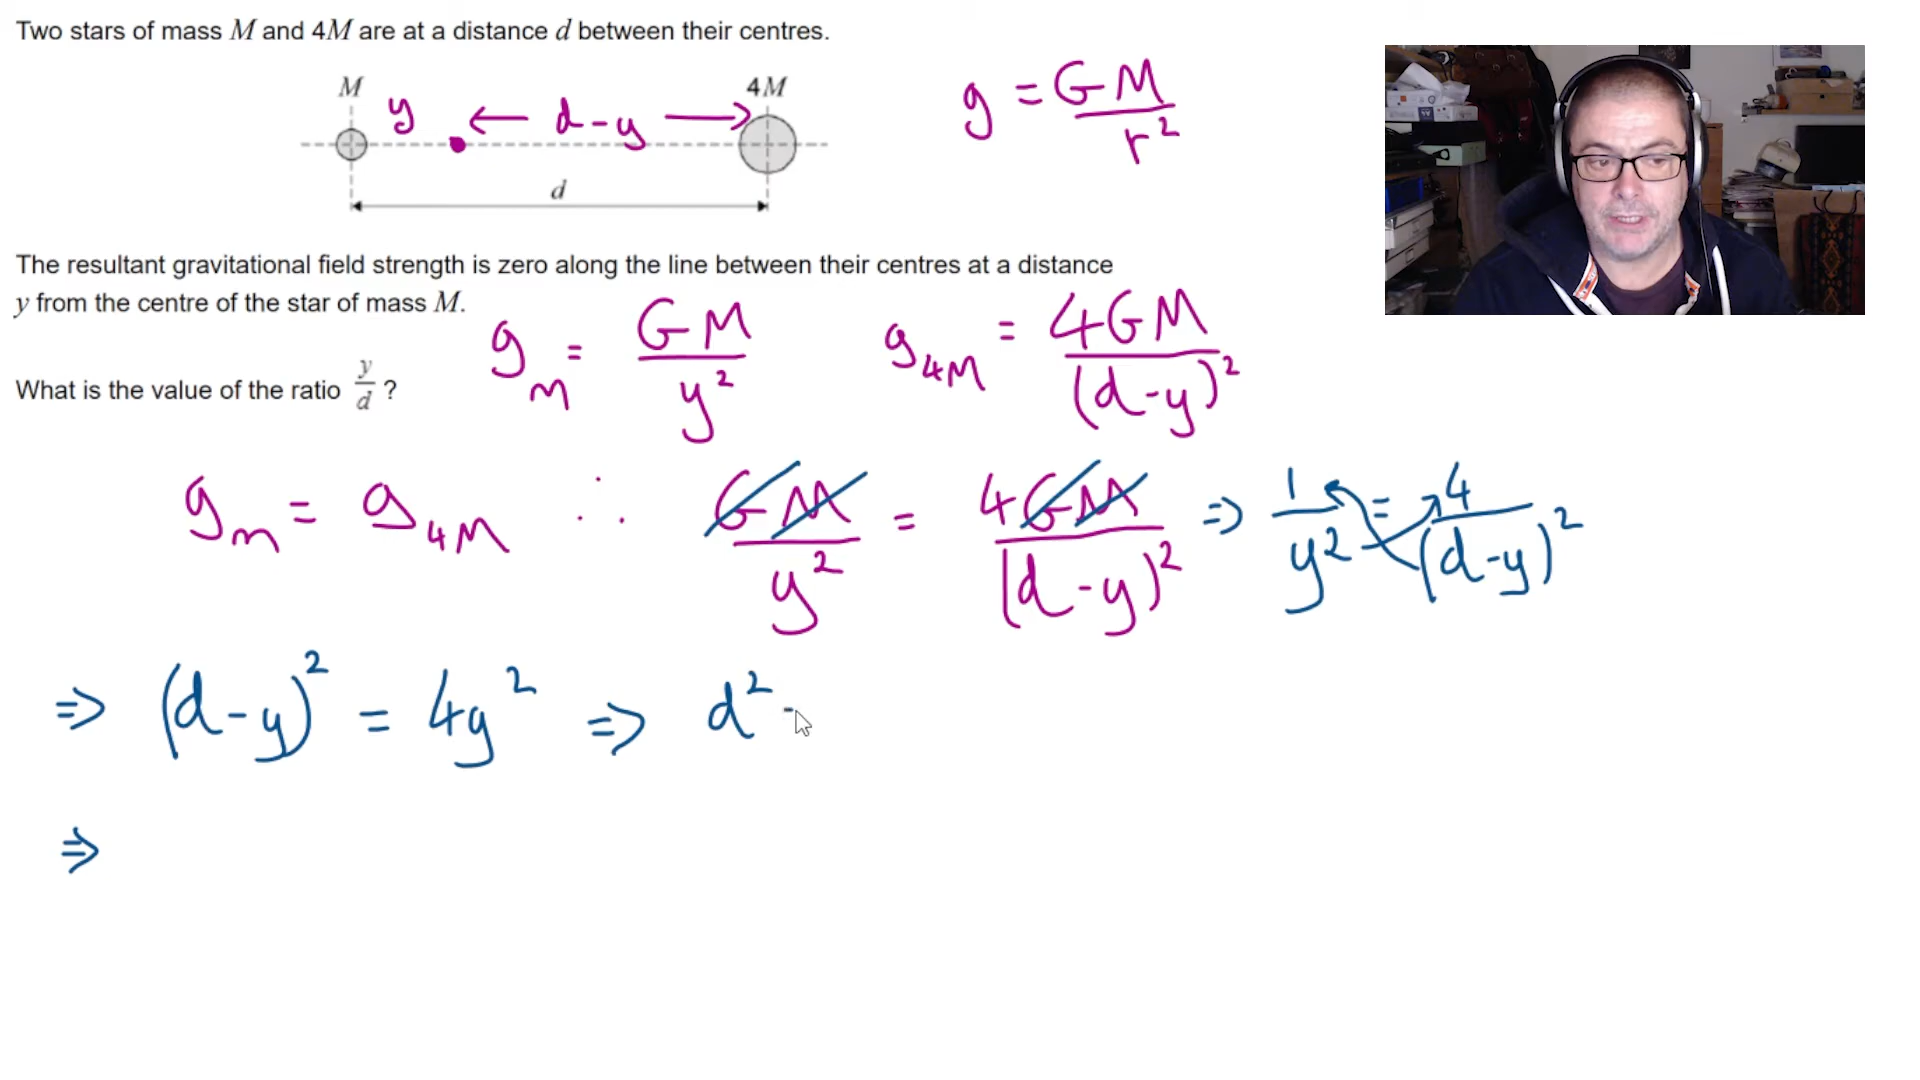 Two stars of mass M and 4M are at a distance d between their centres.
M
4M
y
← d-y →
d
g = GM / r²
The resultant gravitational field strength is zero along the line between their centres at a distance
y from the centre of the star of mass M.
What is the value of the ratio y/d ?
g_m = GM / y²
g_4M = 4GM / (d-y)²
g_m = g_4M ∴ GM / y² = 4GM / (d-y)² ⇒ 1 / y² = 4 / (d-y)²
⇒ (d-y)² = 4y² ⇒ d² -
⇒